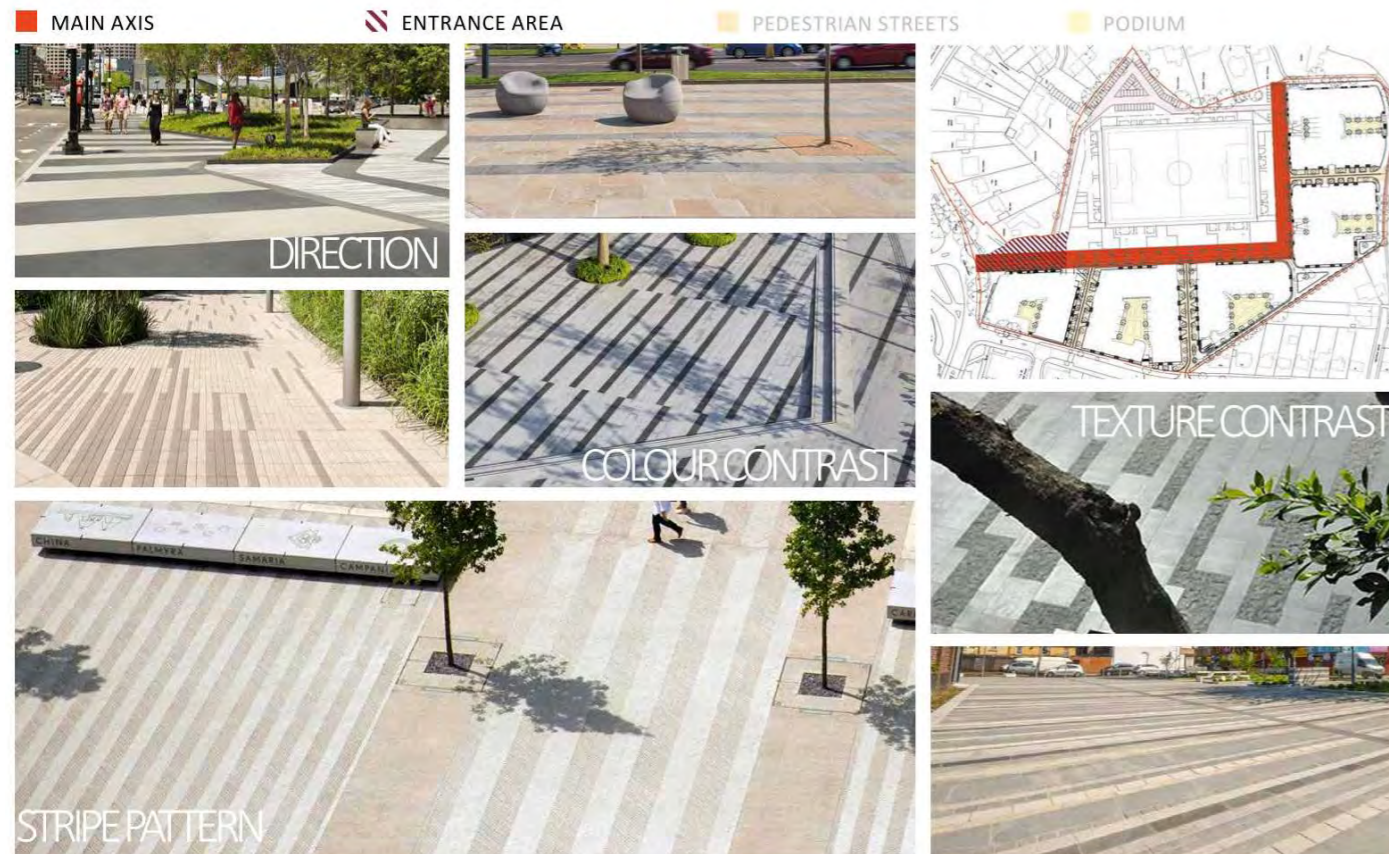 MAIN AXIS
ENTRANCE AREA
PEDESTRIAN STREETS
PODIUM
DIRECTION
COLOUR CONTRAST
TEXTURE CONTRAST
CHINA
PALMYRA
SAMARIA
CAMPAN
STRIPE PATTERN